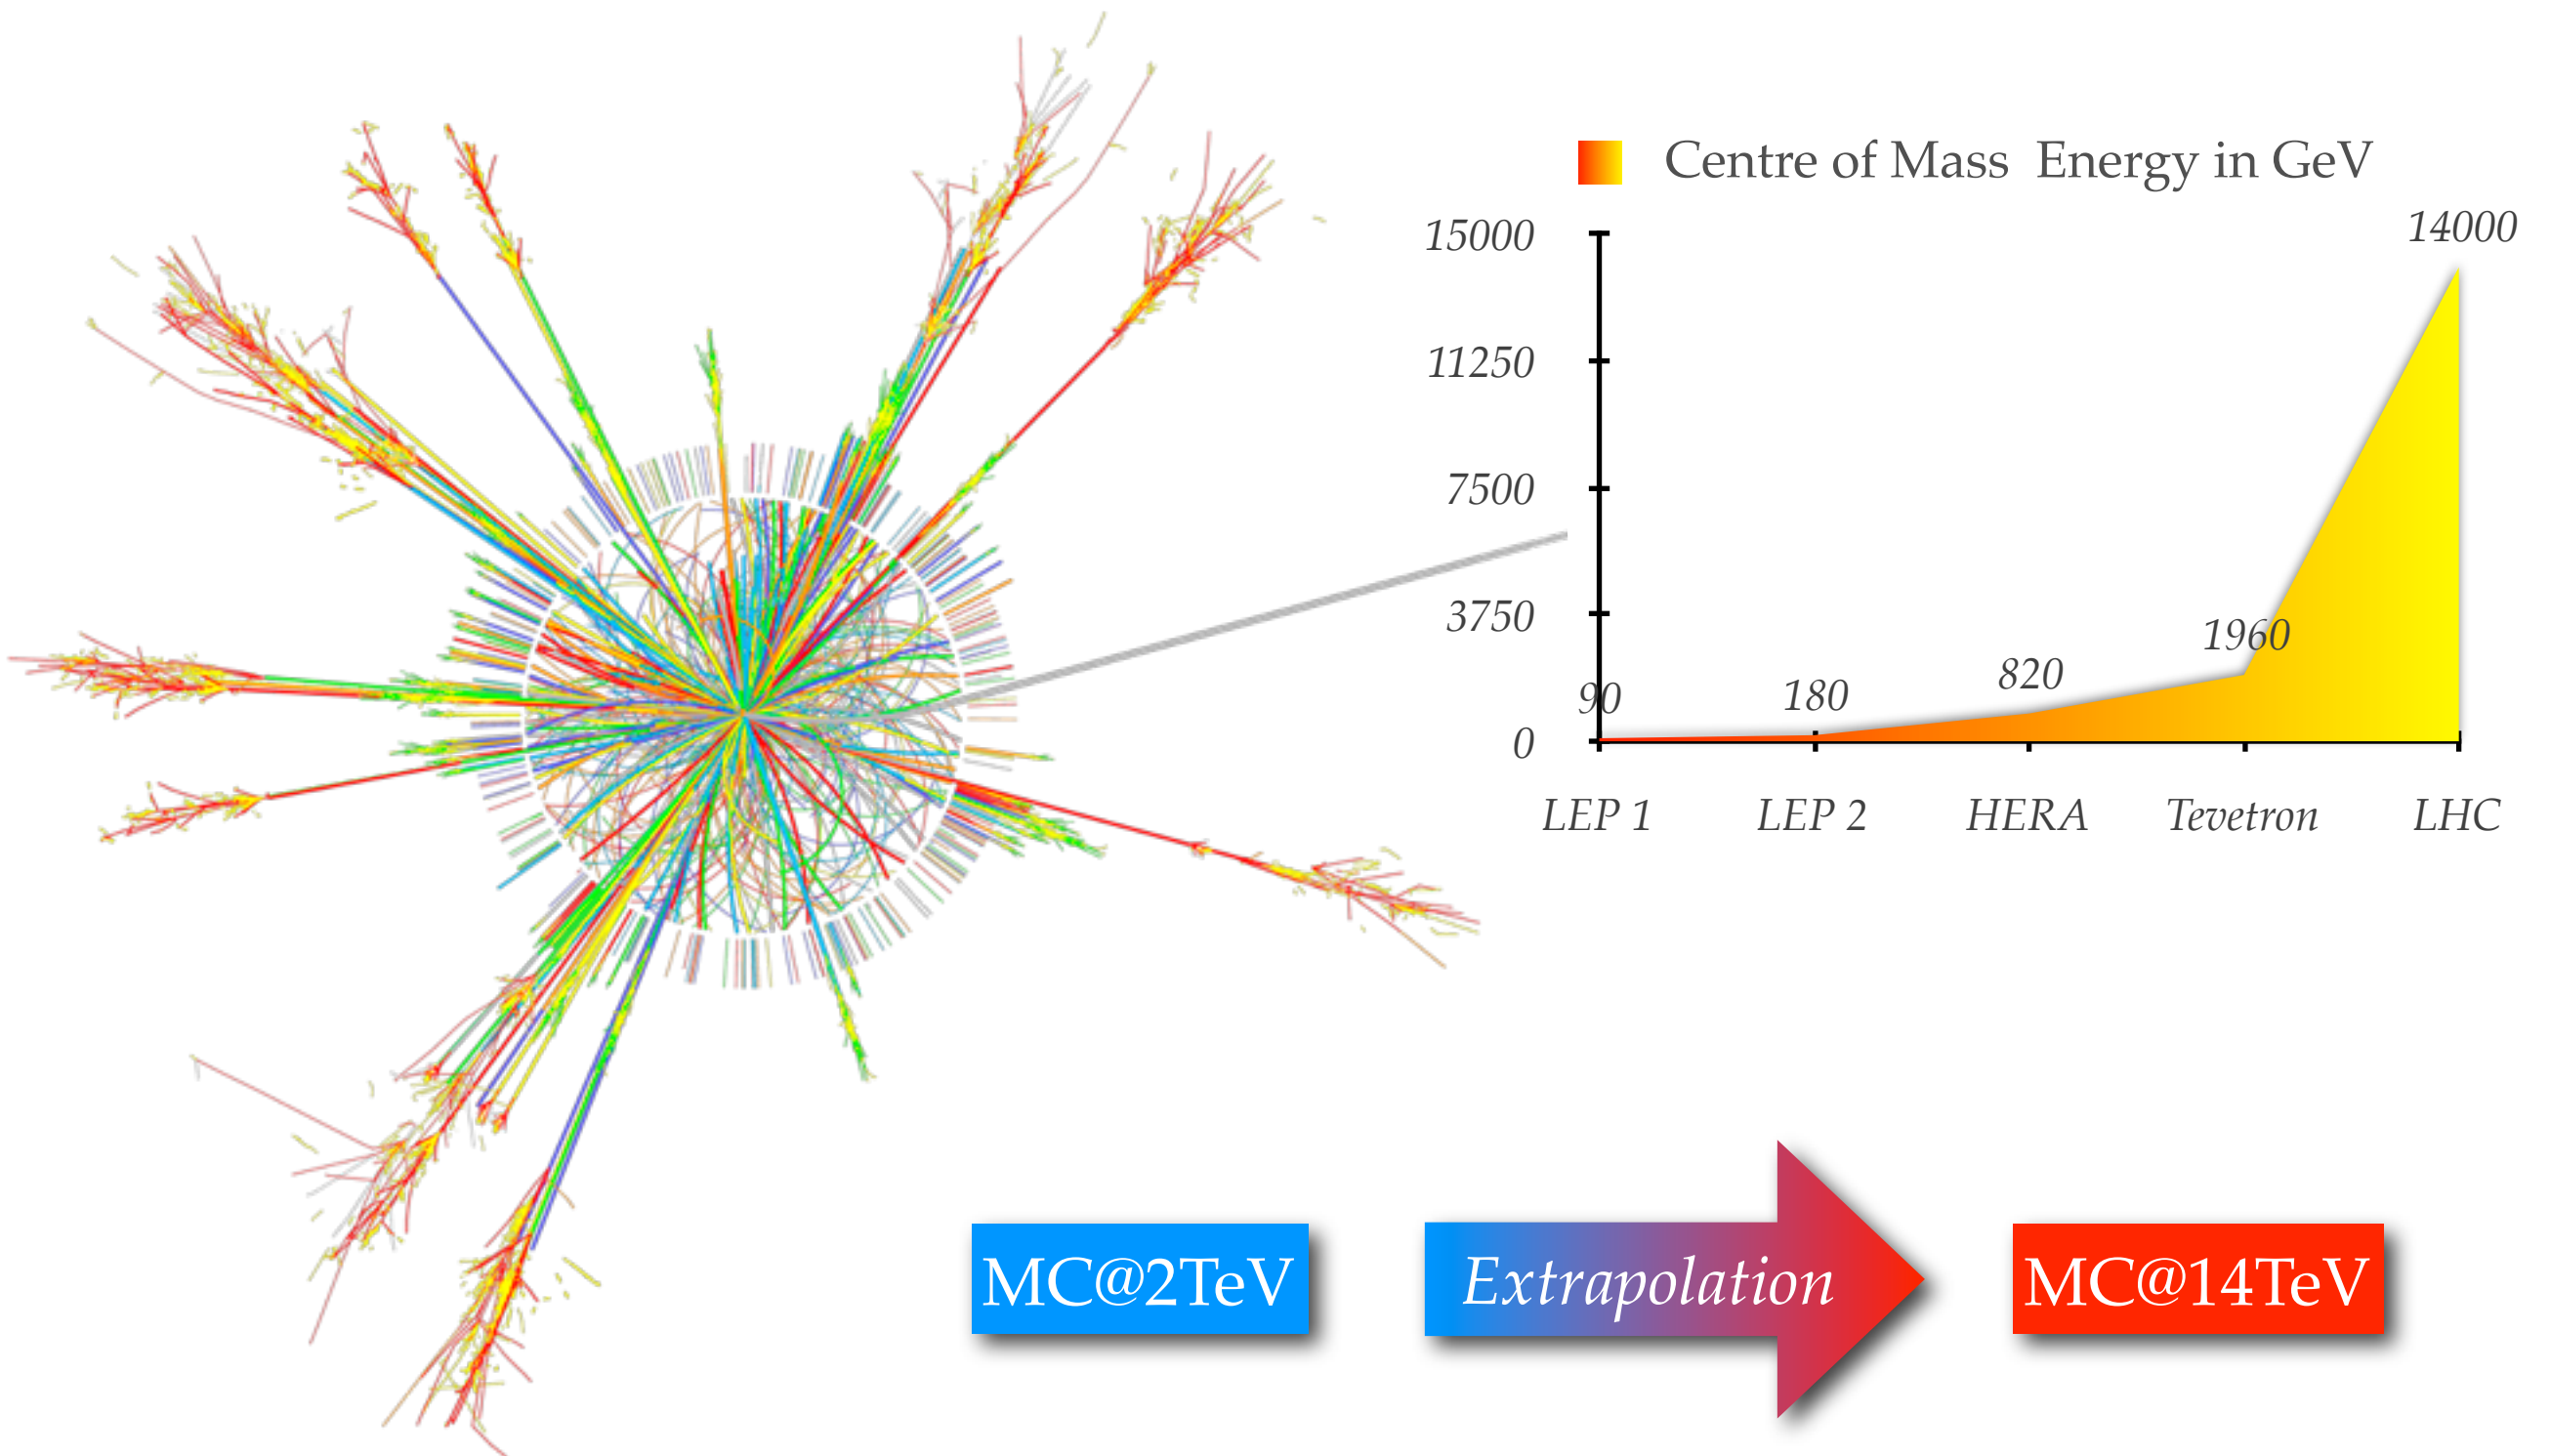 Centre of Mass Energy in GeV
15000
14000
11250
7500
3750
1960
820
180
90
0
LEP 1
LEP 2
HERA
Tevetron
LHC
MC@2TeV
Extrapolation
MC@14TeV